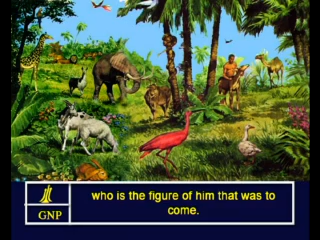 who is the figure of him that was to
come.
GNP